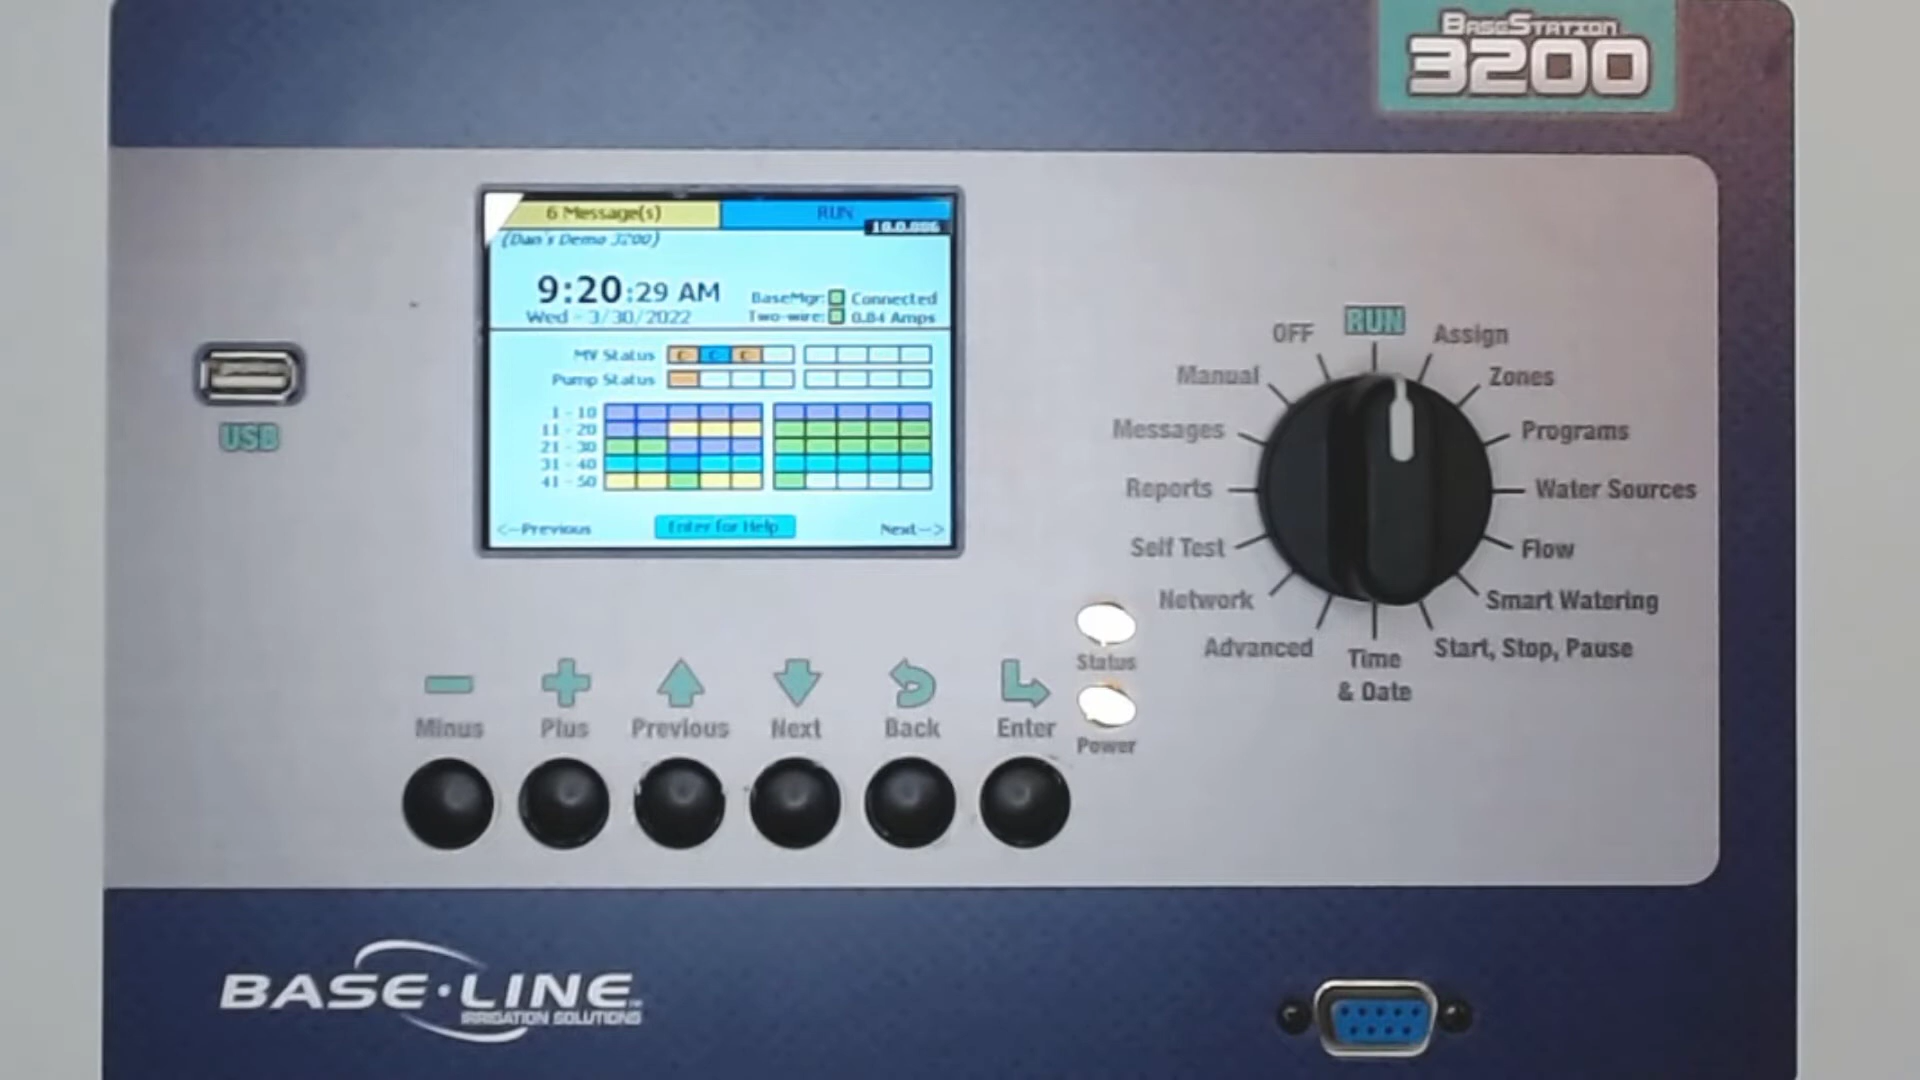 BASESTATION
3200
6 Message(s) RUN
(Dan's Demo 3200)
9:20:29 AM
BaseMgr: Connected
Wed - 3/30/2022
Two-wire: 0.84 Amps
MV Status C C C
Pump Status
1 - 10
11 - 20
21 - 30
31 - 40
41 - 50
<--Previous Enter for Help Next-->
USB
OFF
RUN
Assign
Manual
Zones
Messages
Programs
Reports
Water Sources
Self Test
Flow
Network
Smart Watering
Advanced
Time
& Date
Start, Stop, Pause
Status
Power
Minus
Plus
Previous
Next
Back
Enter
BASE·LINE
IRRIGATION SOLUTIONS